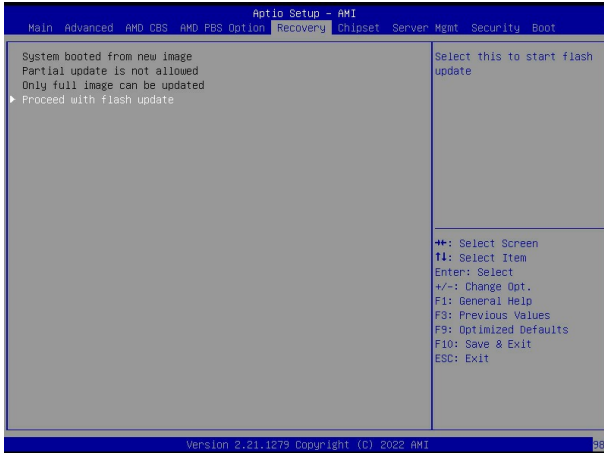 Aptio Setup - AMI
Main Advanced AMD CBS AMD PBS Option Recovery Chipset Server Mgmt Security Boot
System booted from new image
Partial update is not allowed
Only full image can be updated
▶ Proceed with flash update
Select this to start flash
update
→←: Select Screen
↑↓: Select Item
Enter: Select
+/-: Change Opt.
F1: General Help
F3: Previous Values
F9: Optimized Defaults
F10: Save & Exit
ESC: Exit
Version 2.21.1279 Copyright (C) 2022 AMI
98